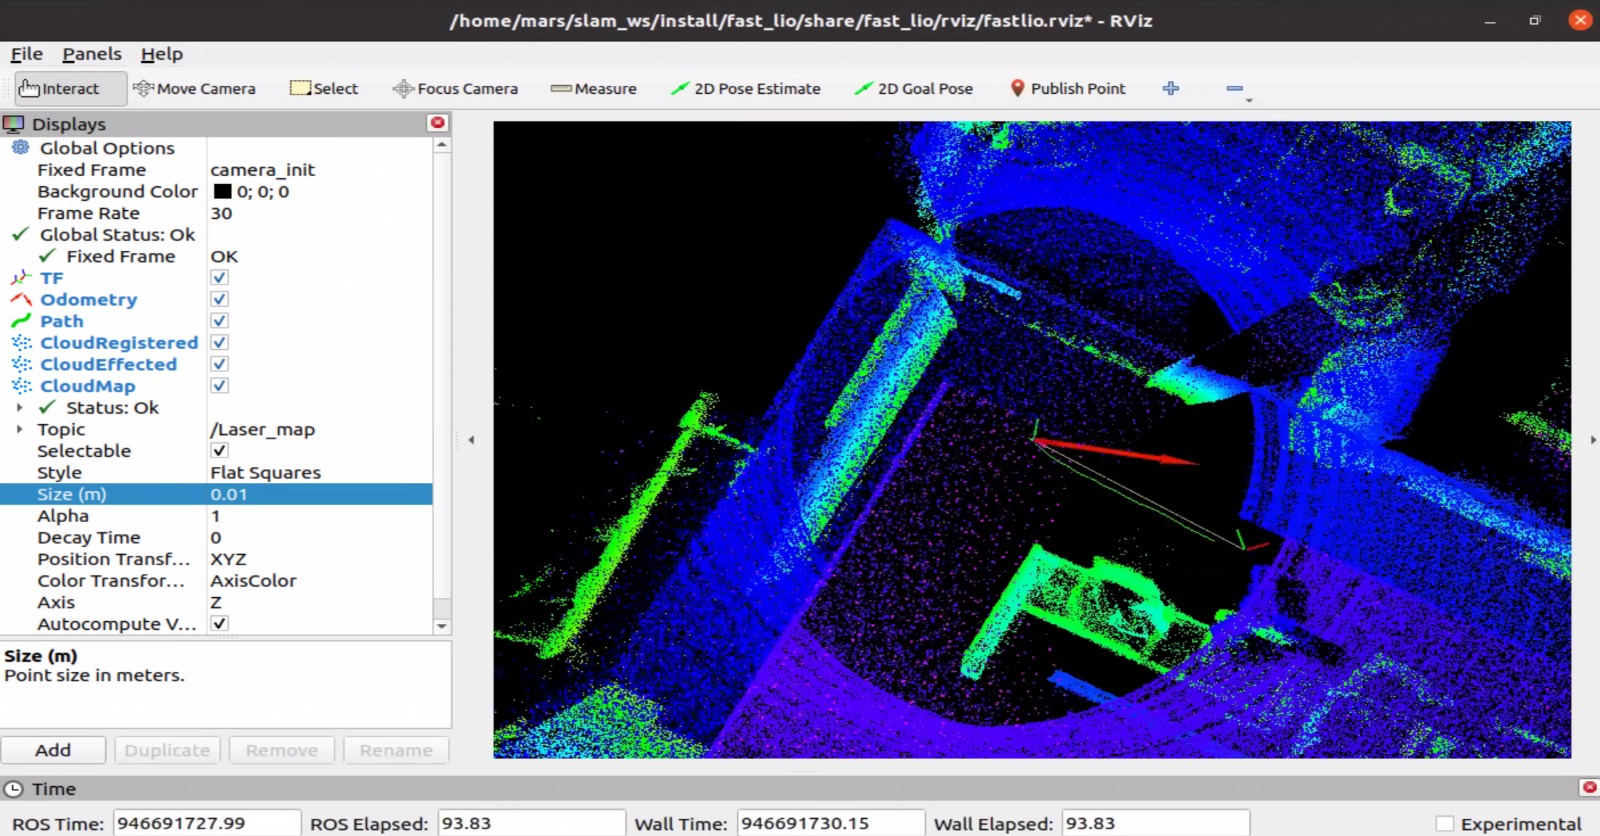 /home/mars/slam_ws/install/fast_lio/share/fast_lio/rviz/fastlio.rviz* - RViz
File Panels Help
Interact Move Camera Select Focus Camera Measure 2D Pose Estimate 2D Goal Pose Publish Point
Displays
Global Options
Fixed Frame camera_init
Background Color 0; 0; 0
Frame Rate 30
Global Status: Ok
Fixed Frame OK
TF
Odometry
Path
CloudRegistered
CloudEffected
CloudMap
Status: Ok
Topic /Laser_map
Selectable
Style Flat Squares
Size (m) 0.01
Alpha 1
Decay Time 0
Position Transf... XYZ
Color Transfor... AxisColor
Axis Z
Autocompute V...
Size (m)
Point size in meters.
Add Duplicate Remove Rename
Time
ROS Time: 946691727.99 ROS Elapsed: 93.83 Wall Time: 946691730.15 Wall Elapsed: 93.83 Experimental